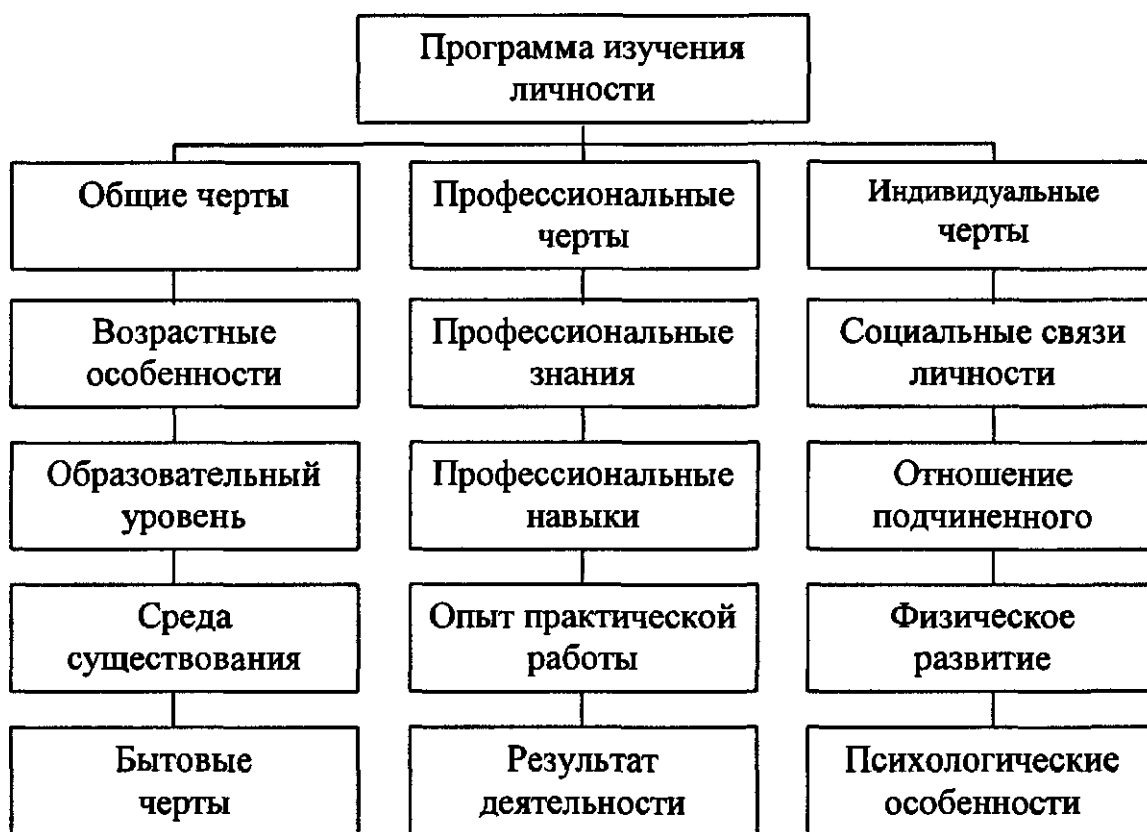 Программа изучения
личности
Общие черты
Профессиональные
черты
Индивидуальные
черты
Возрастные
особенности
Профессиональные
знания
Социальные связи
личности
Образовательный
уровень
Профессиональные
навыки
Отношение
подчиненного
Среда
существования
Опыт практической
работы
Физическое
развитие
Бытовые
черты
Результат
деятельности
Психологические
особенности